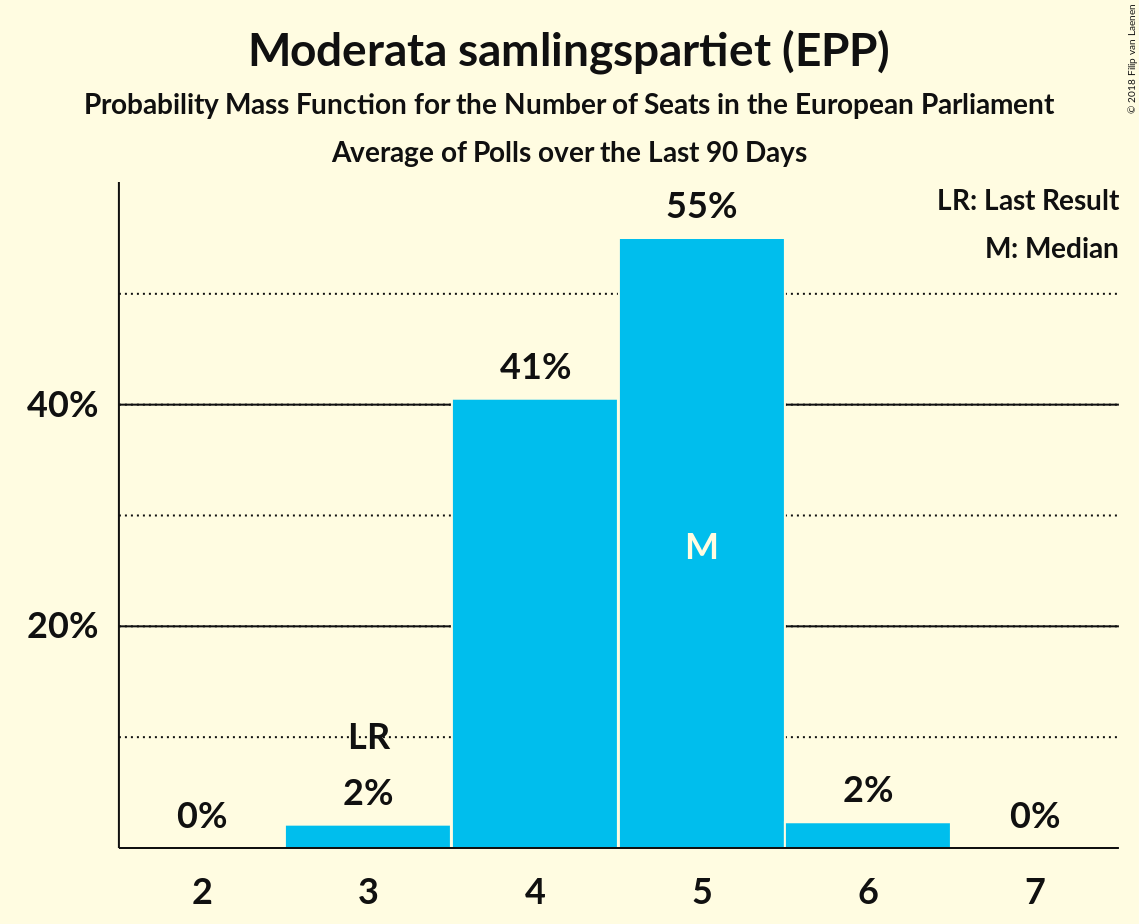 Moderata samlingspartiet (EPP)
Probability Mass Function for the Number of Seats in the European Parliament
Average of Polls over the Last 90 Days
© 2018 Filip van Laenen
LR: Last Result
M: Median
55%
41%
40%
M
20%
LR
2%
2%
0%
0%
2 3 4 5 6 7